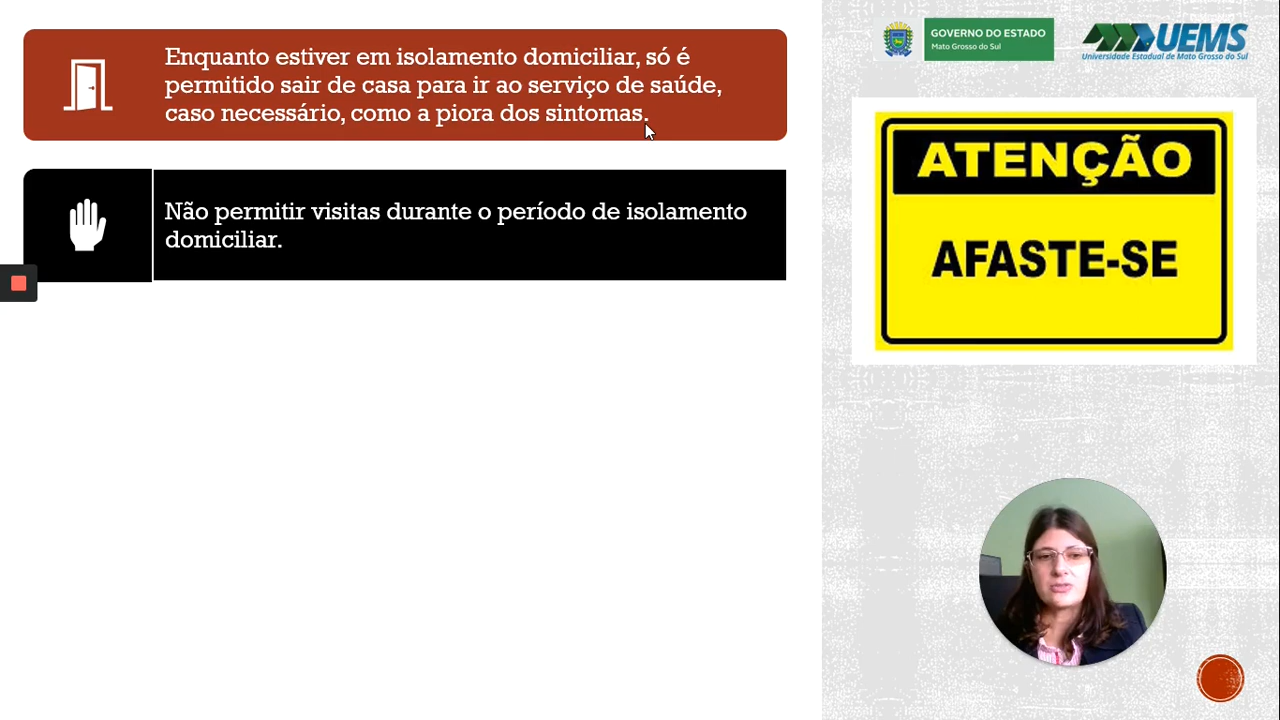 Enquanto estiver em isolamento domiciliar, só é
permitido sair de casa para ir ao serviço de saúde,
caso necessário, como a piora dos sintomas.
Não permitir visitas durante o período de isolamento
domiciliar.
GOVERNO DO ESTADO
Mato Grosso do Sul
UEMS
Universidade Estadual de Mato Grosso do Sul
ATENÇÃO
AFASTE-SE